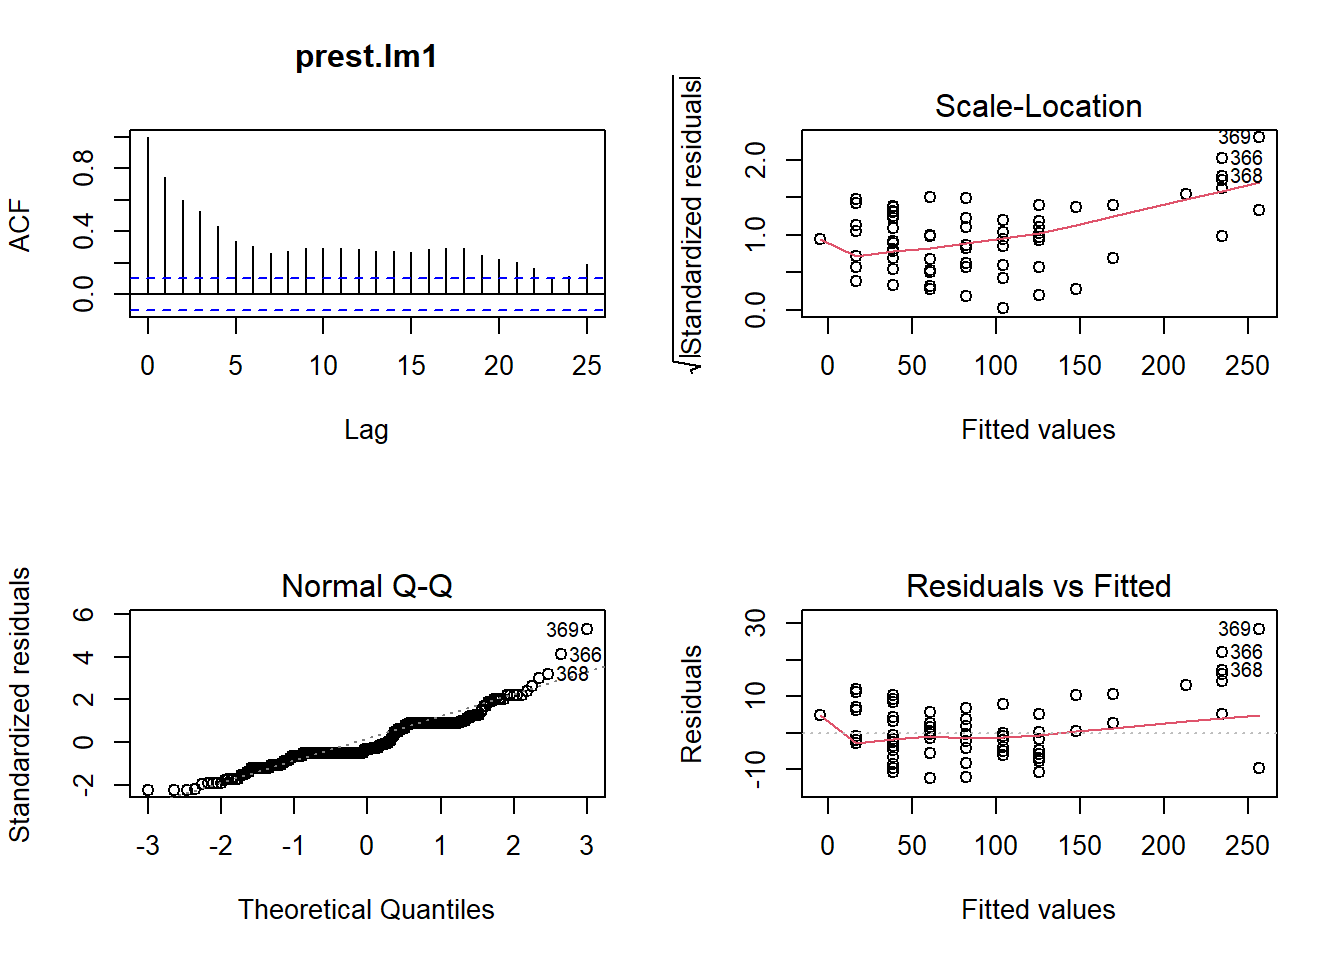 prest.lm1
ACF
0.0 0.4 0.8
0 5 10 15 20 25
Lag
Scale-Location
√|Standardized residuals|
0.0 1.0 2.0
369
366
368
0 50 100 150 200 250
Fitted values
Normal Q-Q
Standardized residuals
-2 0 2 4 6
369
366
368
-3 -2 -1 0 1 2 3
Theoretical Quantiles
Residuals vs Fitted
Residuals
-10 10 30
369
366
368
0 50 100 150 200 250
Fitted values